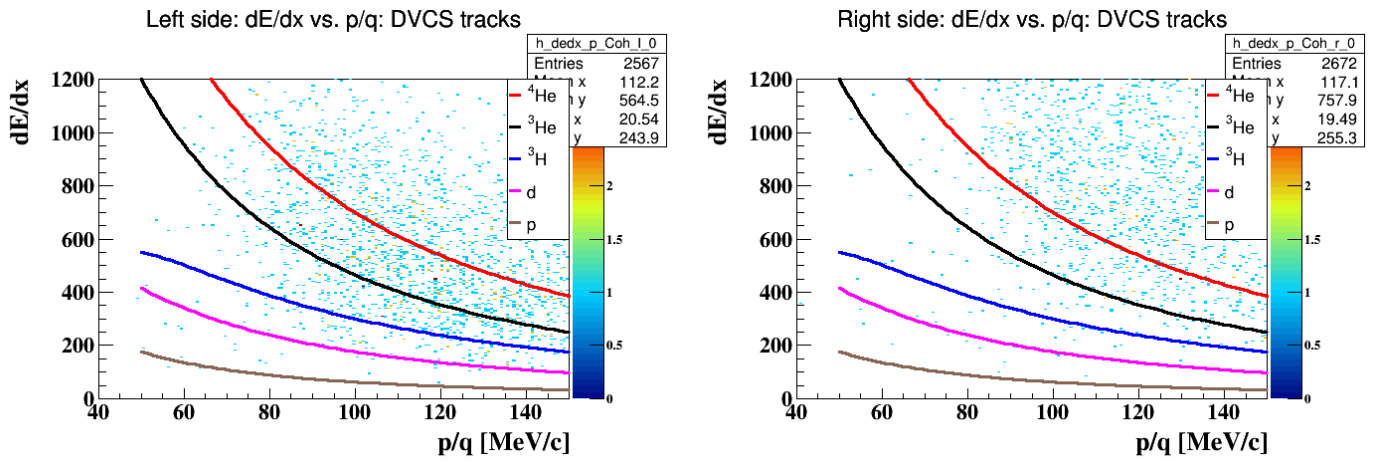 Left side: dE/dx vs. p/q: DVCS tracks
h_dedx_p_Coh_l_0
Entries 2567
Mean x 112.2
y 564.5
x 20.54
y 243.9
dE/dx
1200
1000
800
600
400
200
0
⁴He
³He
³H
d
p
2
1.5
1
0.5
0
40 60 80 100 120 140
p/q [MeV/c]
Right side: dE/dx vs. p/q: DVCS tracks
h_dedx_p_Coh_r_0
Entries 2672
x 117.1
y 757.9
x 19.49
y 255.3
dE/dx
1200
1000
800
600
400
200
0
⁴He
³He
³H
d
p
2
1.5
1
0.5
0
40 60 80 100 120 140
p/q [MeV/c]